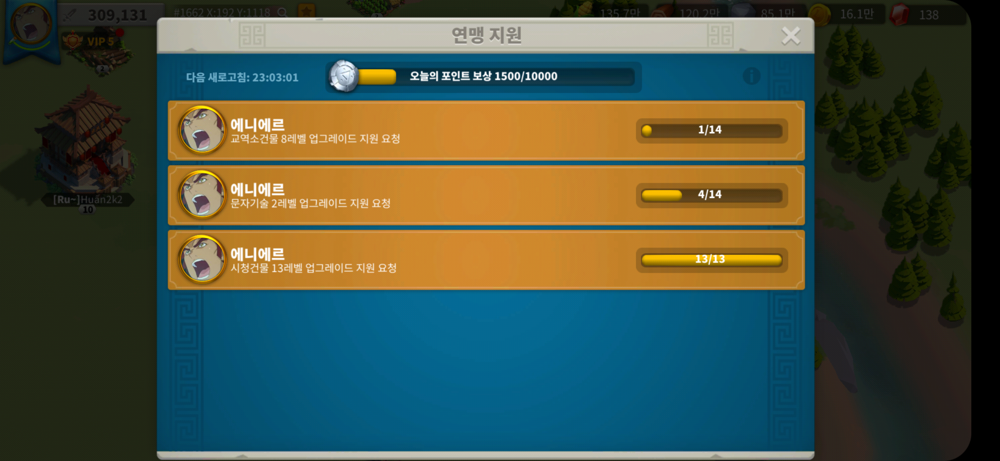 309,131
#1662 X:192 Y:1118
135.7만
120.2만
85.1만
16.1만
138
VIP 5
연맹 지원
2
2
다음 새로고침: 23:03:01
오늘의 포인트 보상 1500/10000
에니에르
교역소건물 8레벨 업그레이드 지원 요청
1/14
에니에르
문자기술 2레벨 업그레이드 지원 요청
4/14
[Ru~]Huấn2k2
10
에니에르
시청건물 13레벨 업그레이드 지원 요청
13/13